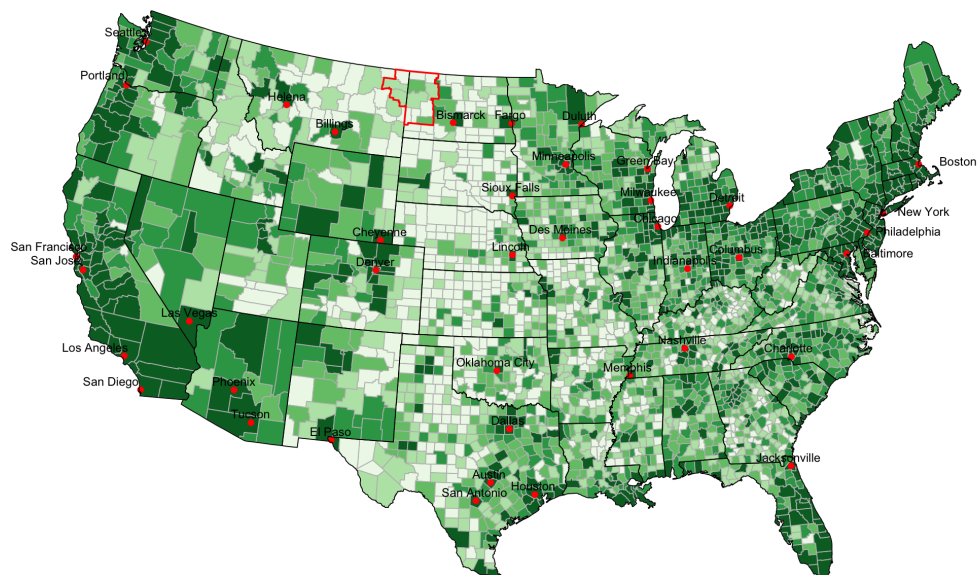 Seattle
Portland
Helena
Billings
Bismarck
Fargo
Duluth
Minneapolis
Green Bay
Boston
Sioux Falls
Milwaukee
Detroit
New York
Chicago
Philadelphia
San Francisco
Cheyenne
Des Moines
Columbus
Baltimore
San Jose
Denver
Lincoln
Indianapolis
Las Vegas
Los Angeles
Nashville
Charlotte
Oklahoma City
Memphis
San Diego
Phoenix
Tucson
Dallas
El Paso
Jacksonville
Austin
San Antonio
Houston